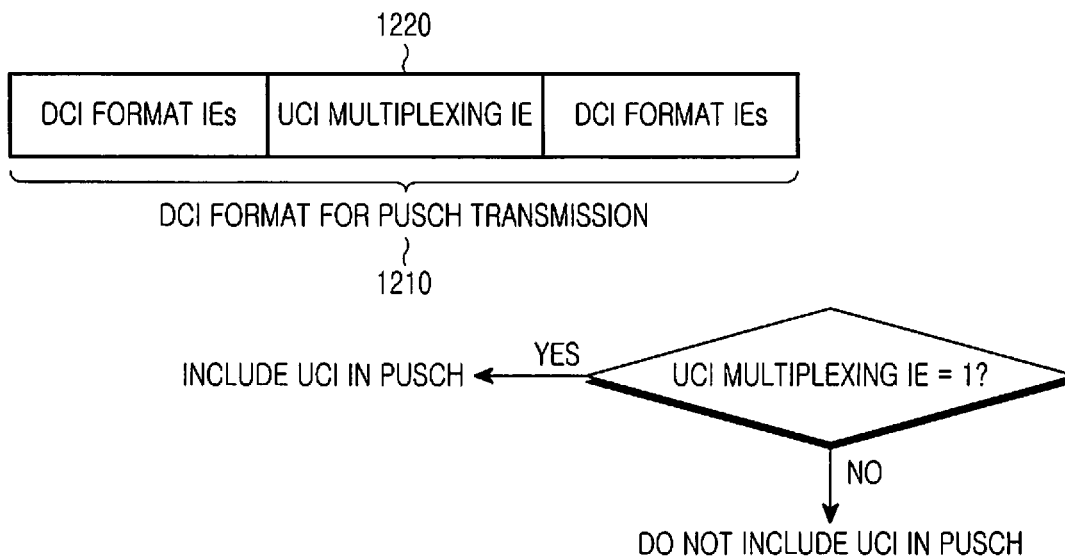 1220
DCI FORMAT IEs
UCI MULTIPLEXING IE
DCI FORMAT IEs
DCI FORMAT FOR PUSCH TRANSMISSION
1210
INCLUDE UCI IN PUSCH
YES
UCI MULTIPLEXING IE = 1?
NO
DO NOT INCLUDE UCI IN PUSCH